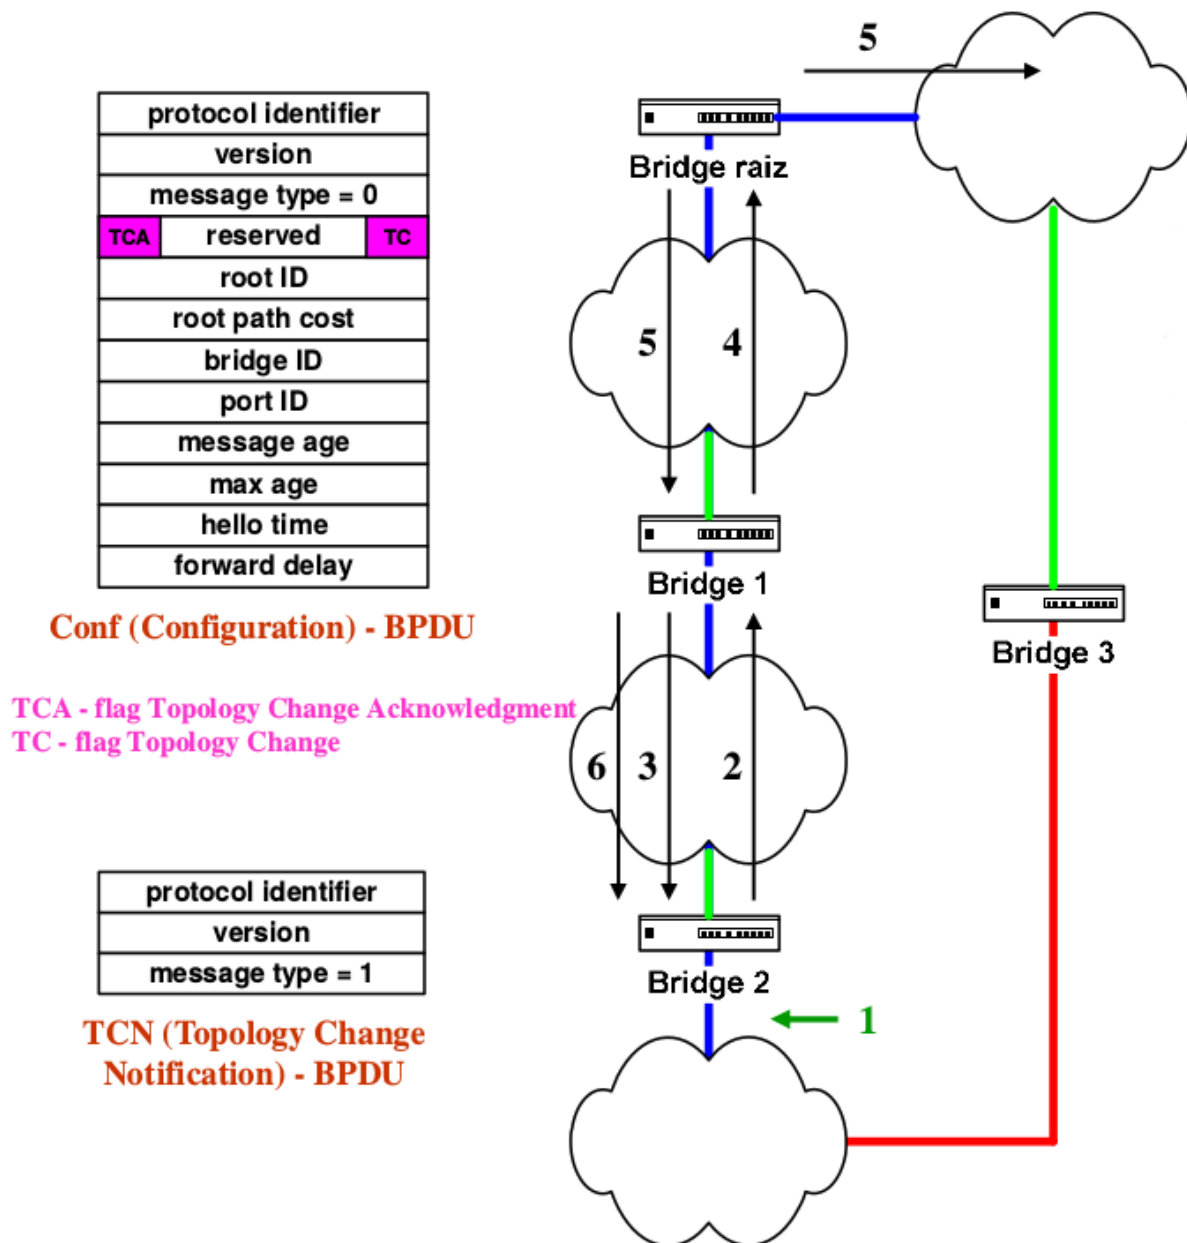 protocol identifier
version
message type = 0
TCA reserved TC
root ID
root path cost
bridge ID
port ID
message age
max age
hello time
forward delay
Conf (Configuration) - BPDU
TCA - flag Topology Change Acknowledgment
TC - flag Topology Change
protocol identifier
version
message type = 1
TCN (Topology Change
Notification) - BPDU
5
Bridge raiz
5 4
Bridge 1
Bridge 3
6 3 2
Bridge 2
1